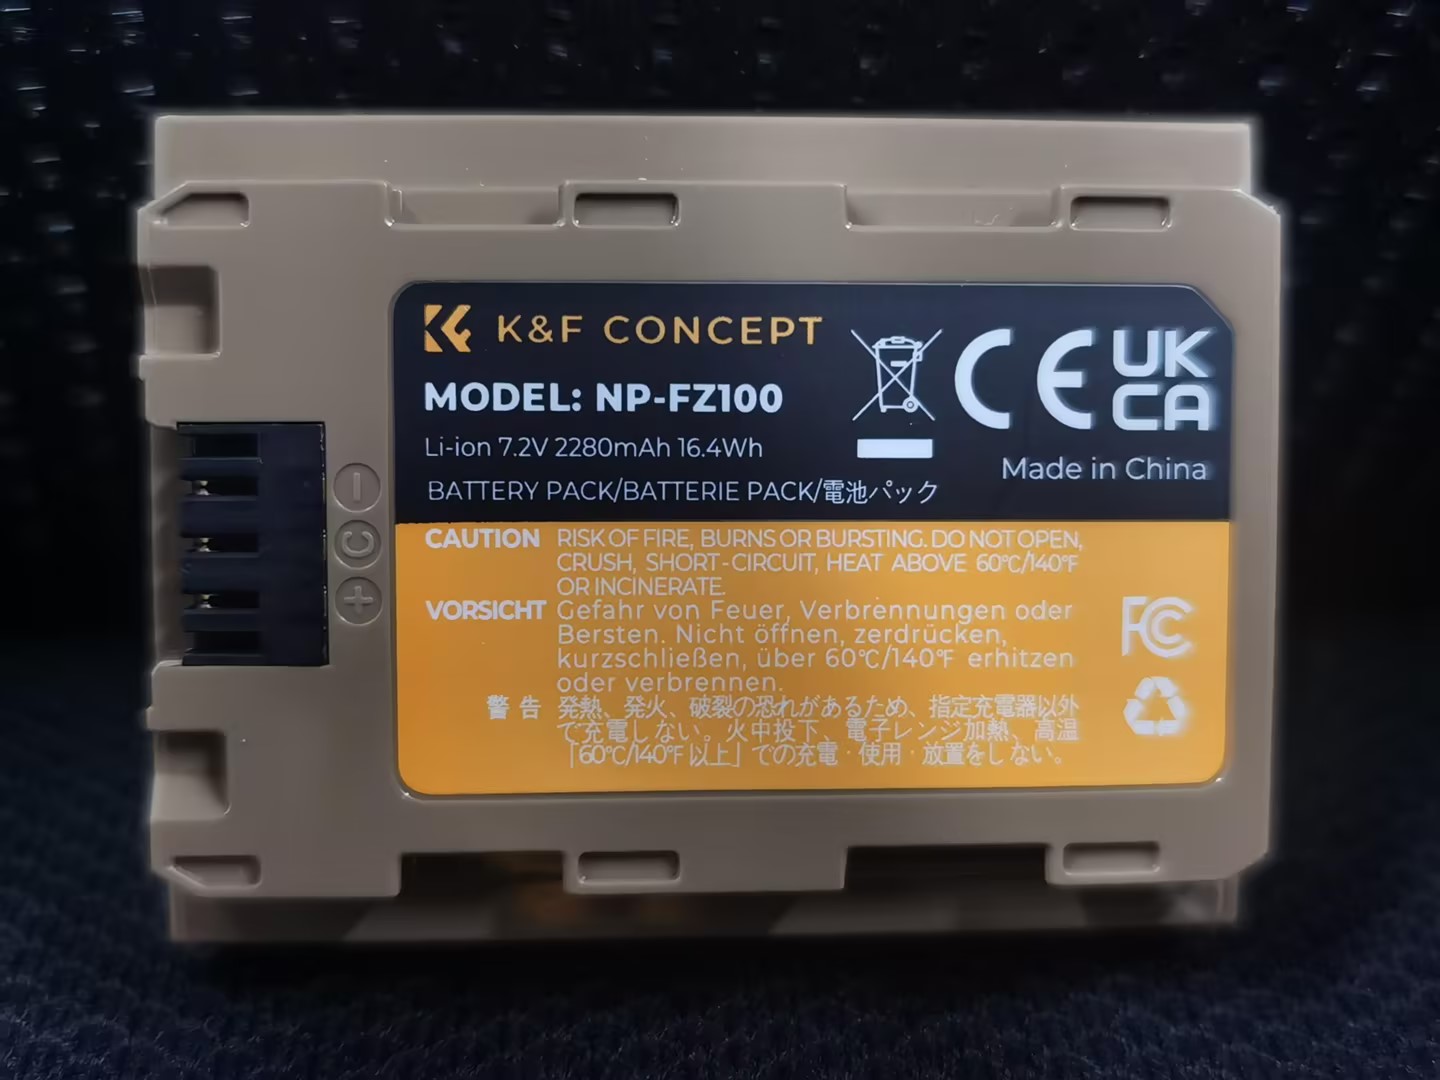 K&F CONCEPT
MODEL: NP-FZ100
Li-ion 7.2V 2280mAh 16.4Wh
BATTERY PACK/BATTERIE PACK/電池パック
CE
UK
CA
Made in China
CAUTION RISK OF FIRE, BURNS OR BURSTING. DO NOT OPEN,
CRUSH, SHORT-CIRCUIT, HEAT ABOVE 60℃/140℉
OR INCINERATE.
VORSICHT Gefahr von Feuer, Verbrennungen oder
Bersten. Nicht öffnen, zerdrücken,
kurzschließen, über 60℃/140℉ erhitzen
oder verbrennen.
警告 発熱、発火、破裂の恐れがあるため、指定充電器以外
で充電しない。火中投下、電子レンジ加熱、高温
「60℃/140℉以上」での充電・使用・放置をしない。
FC
− C +